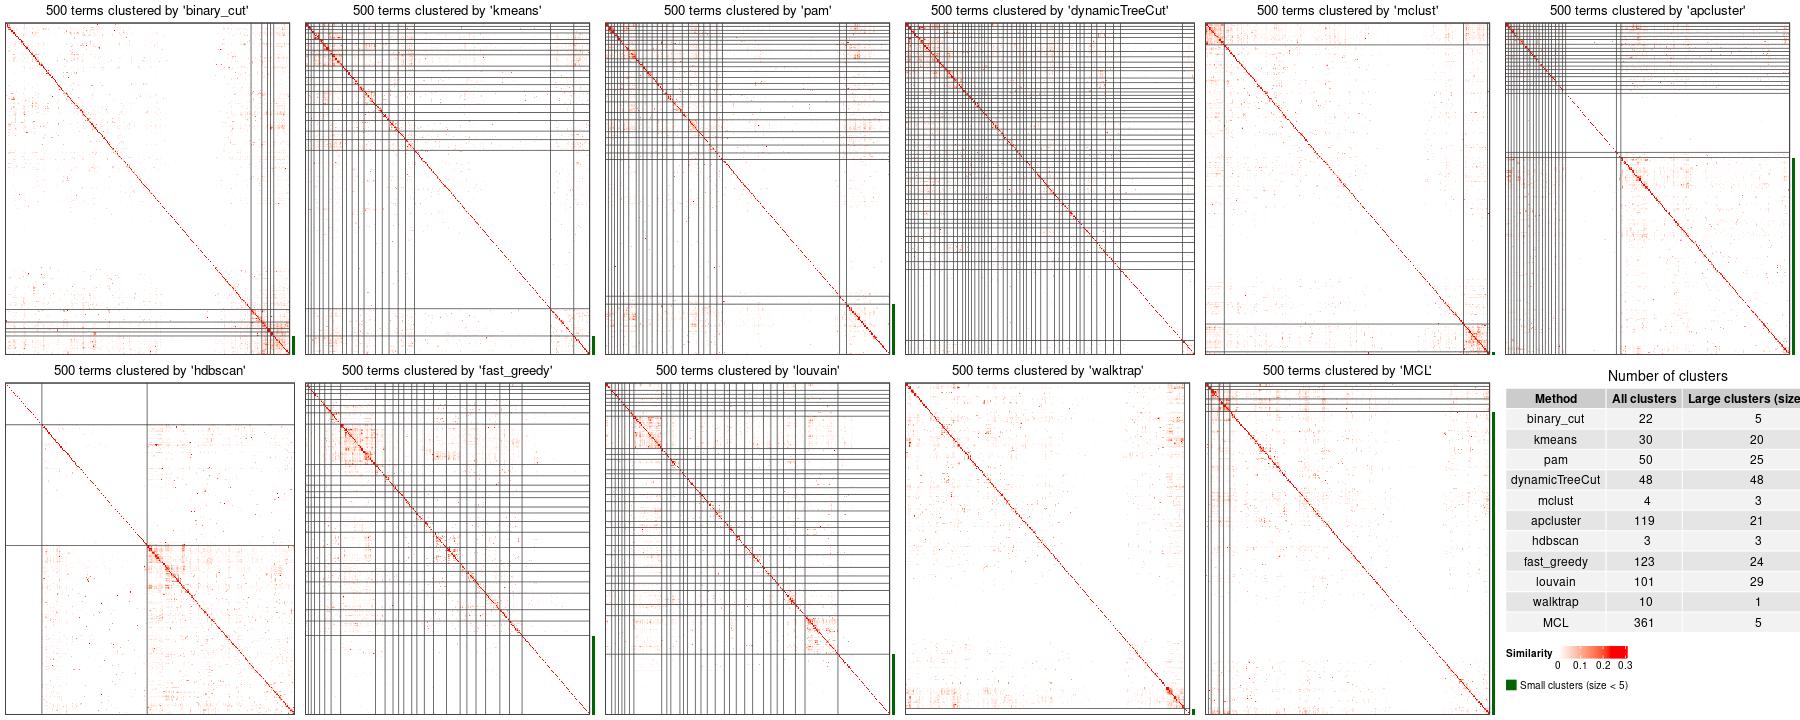 500 terms clustered by 'binary_cut'
500 terms clustered by 'kmeans'
500 terms clustered by 'pam'
500 terms clustered by 'dynamicTreeCut'
500 terms clustered by 'mclust'
500 terms clustered by 'apcluster'
500 terms clustered by 'hdbscan'
500 terms clustered by 'fast_greedy'
500 terms clustered by 'louvain'
500 terms clustered by 'walktrap'
500 terms clustered by 'MCL'
Number of clusters
Method All clusters Large clusters (size
binary_cut 22 5
kmeans 30 20
pam 50 25
dynamicTreeCut 48 48
mclust 4 3
apcluster 119 21
hdbscan 3 3
fast_greedy 123 24
louvain 101 29
walktrap 10 1
MCL 361 5
Similarity
0 0.1 0.2 0.3
Small clusters (size < 5)